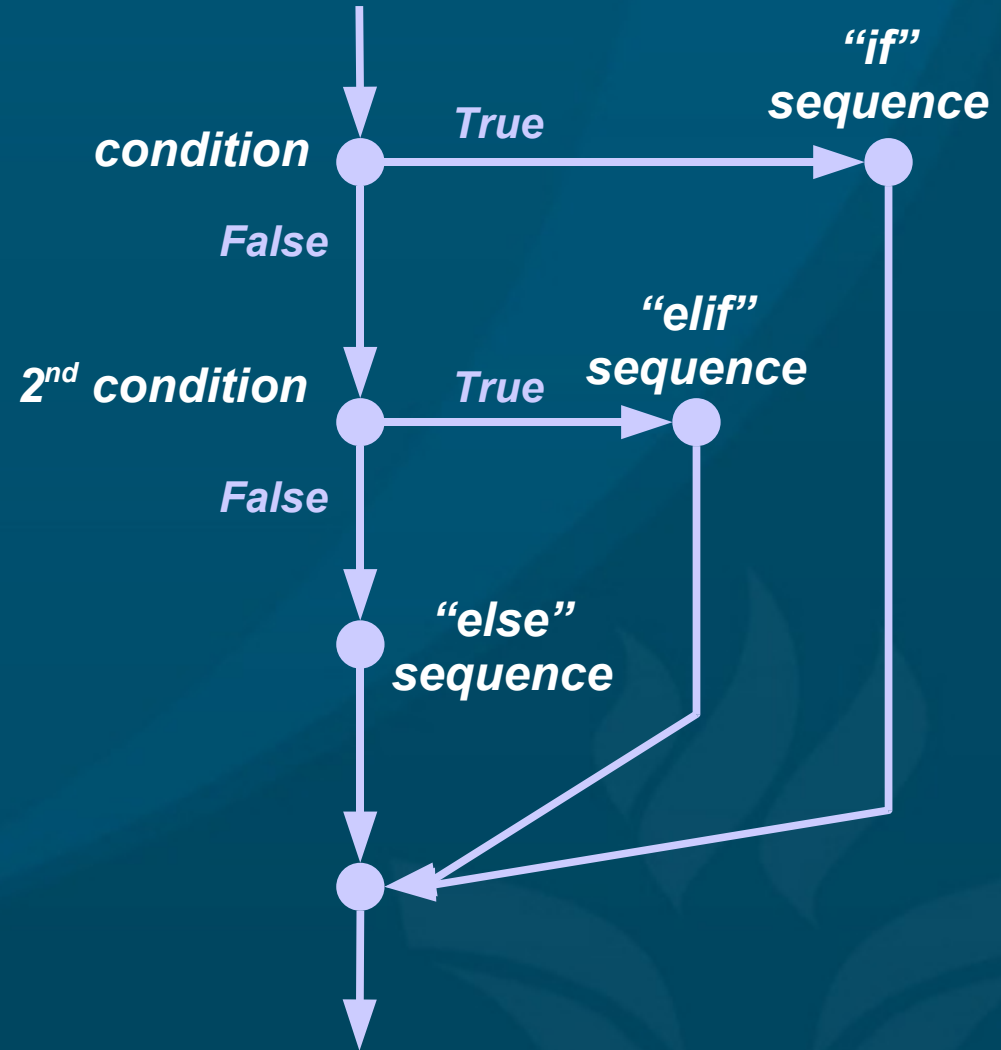 “if”
sequence
True
condition
False
“elif”
sequence
2nd condition
True
False
“else”
sequence